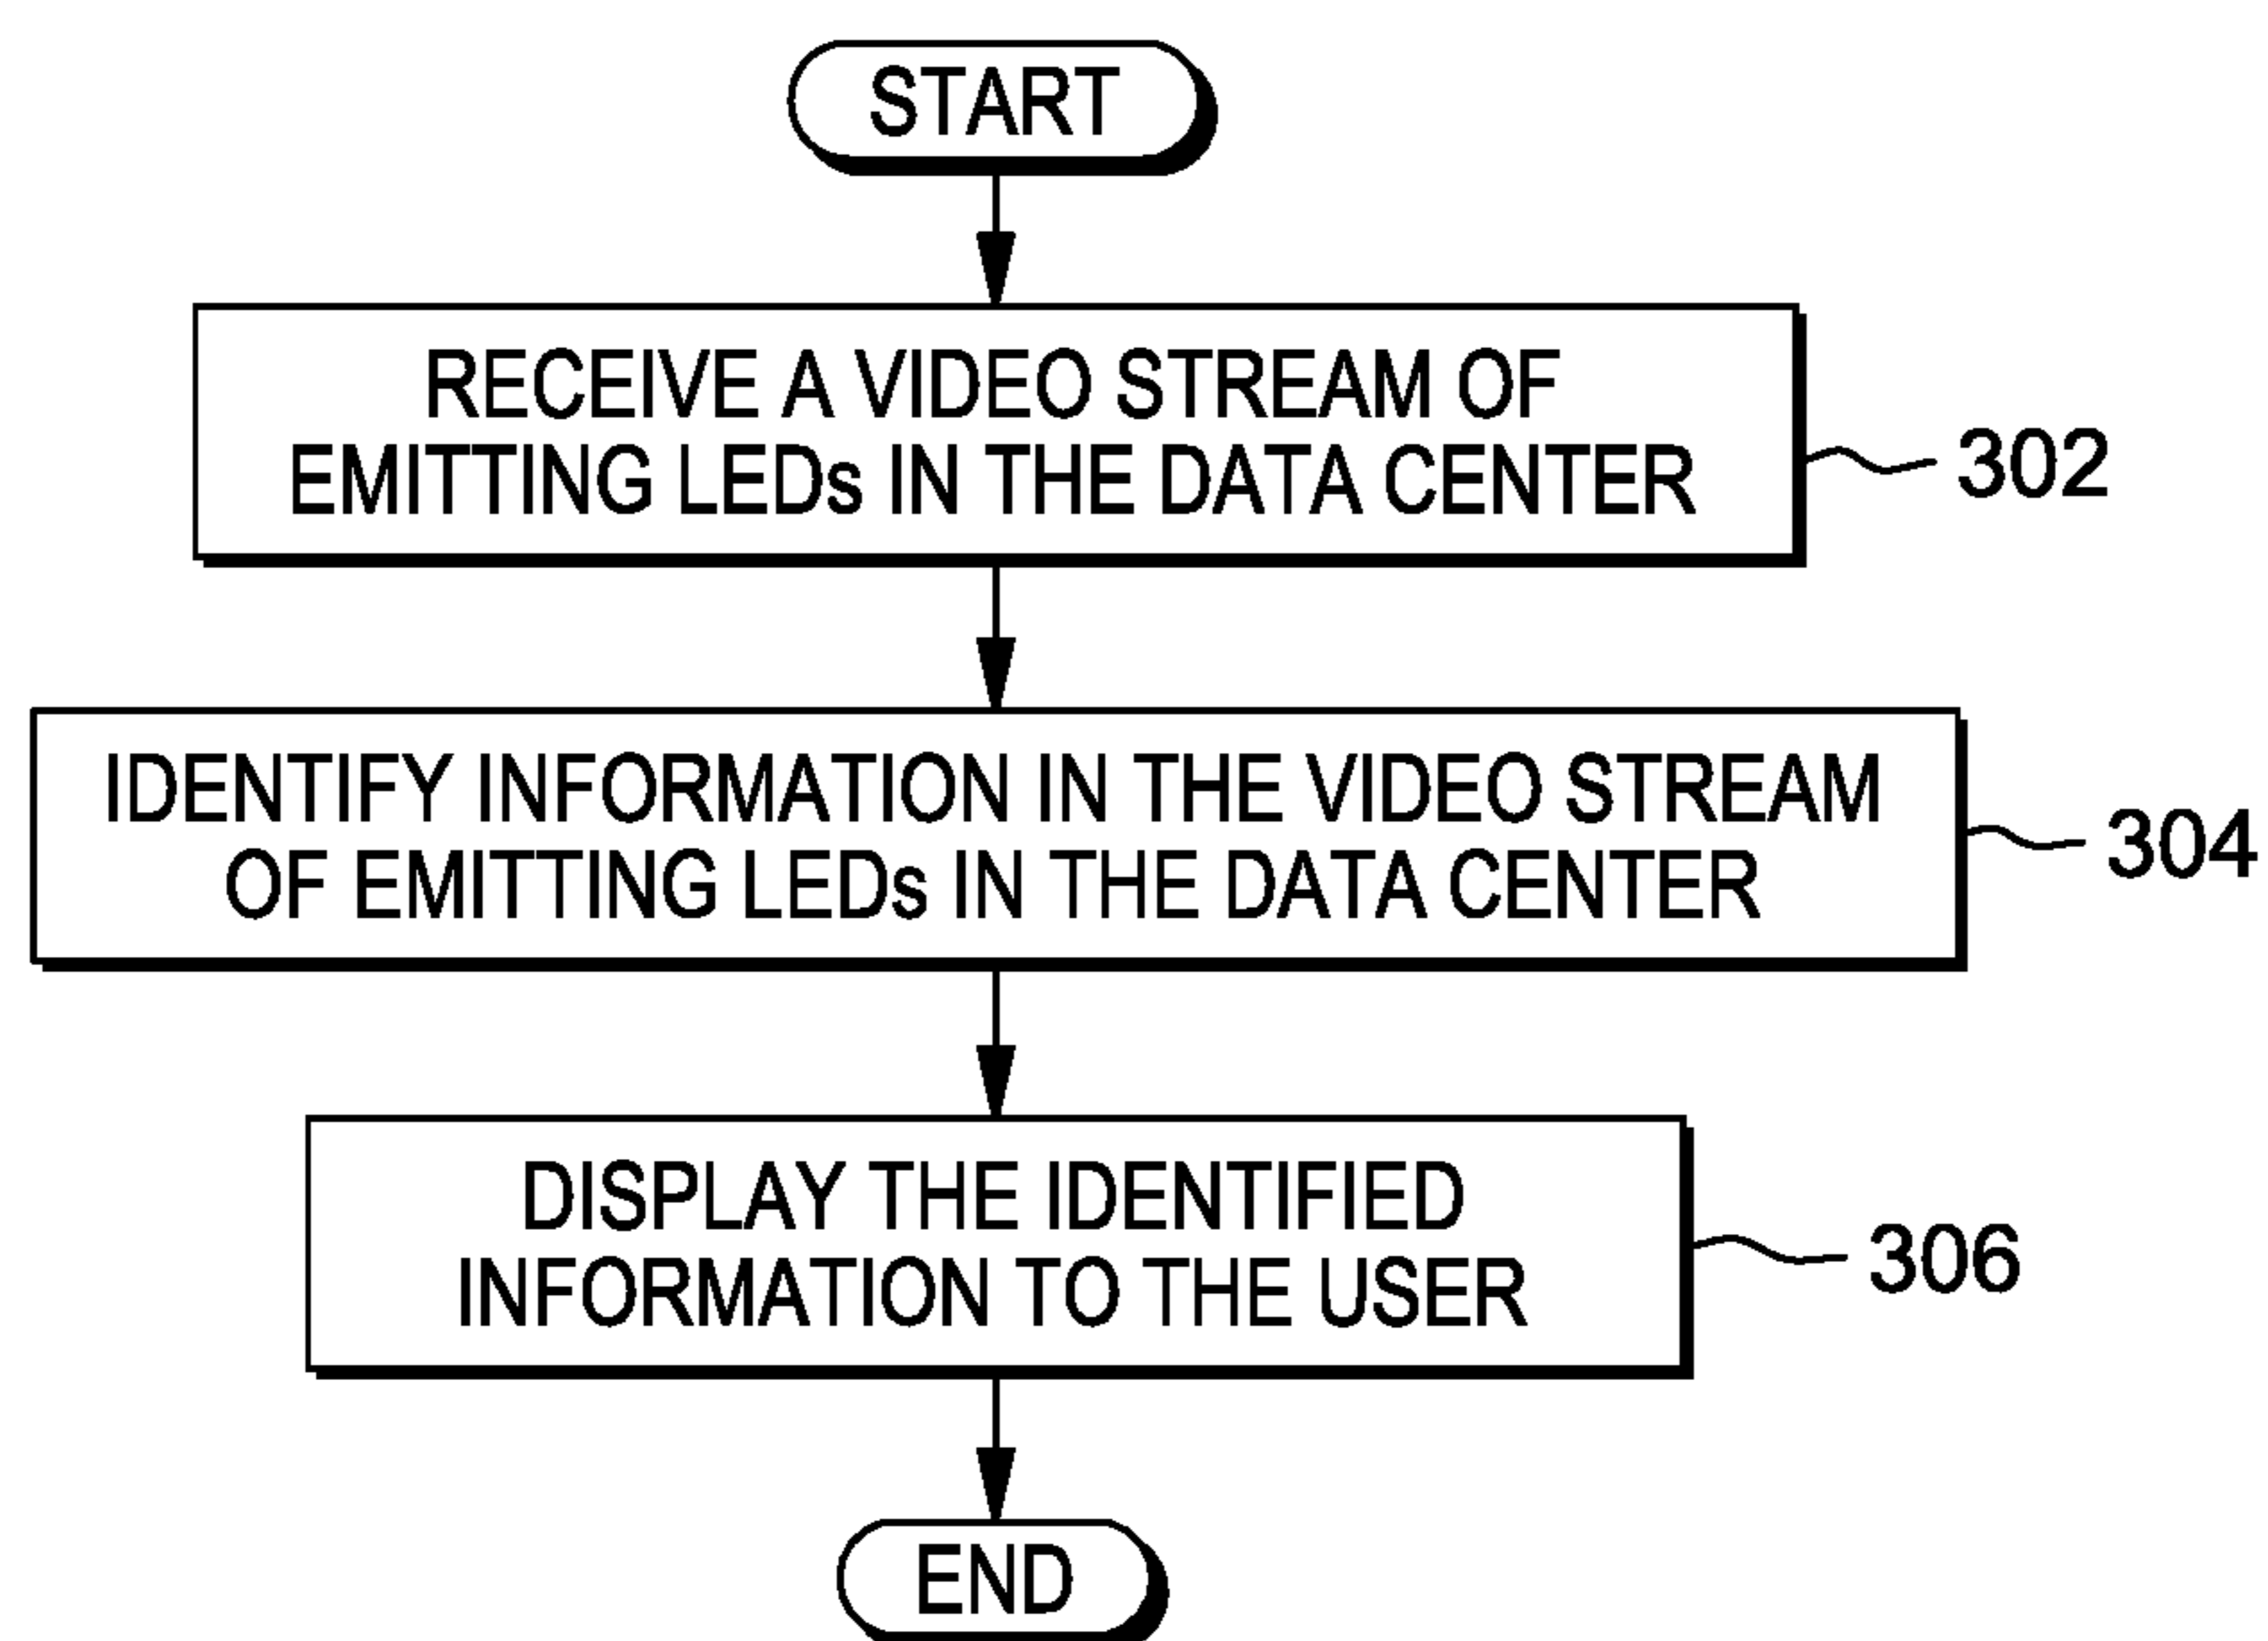 START
RECEIVE A VIDEO STREAM OF
EMITTING LEDs IN THE DATA CENTER
302
IDENTIFY INFORMATION IN THE VIDEO STREAM
OF EMITTING LEDs IN THE DATA CENTER
304
DISPLAY THE IDENTIFIED
INFORMATION TO THE USER
306
END